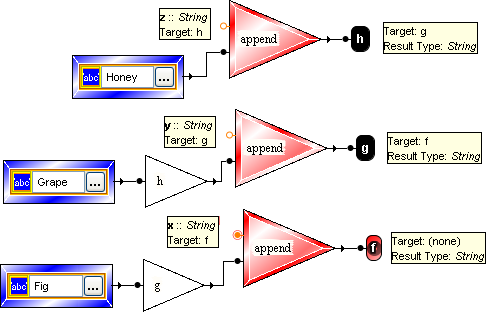 z :: String
Target: h
append
h
Target: g
Result Type: String
abc Honey ...
y :: String
Target: g
append
g
Target: f
Result Type: String
abc Grape ...
h
x :: String
Target: f
append
f
Target: (none)
Result Type: String
abc Fig ...
g